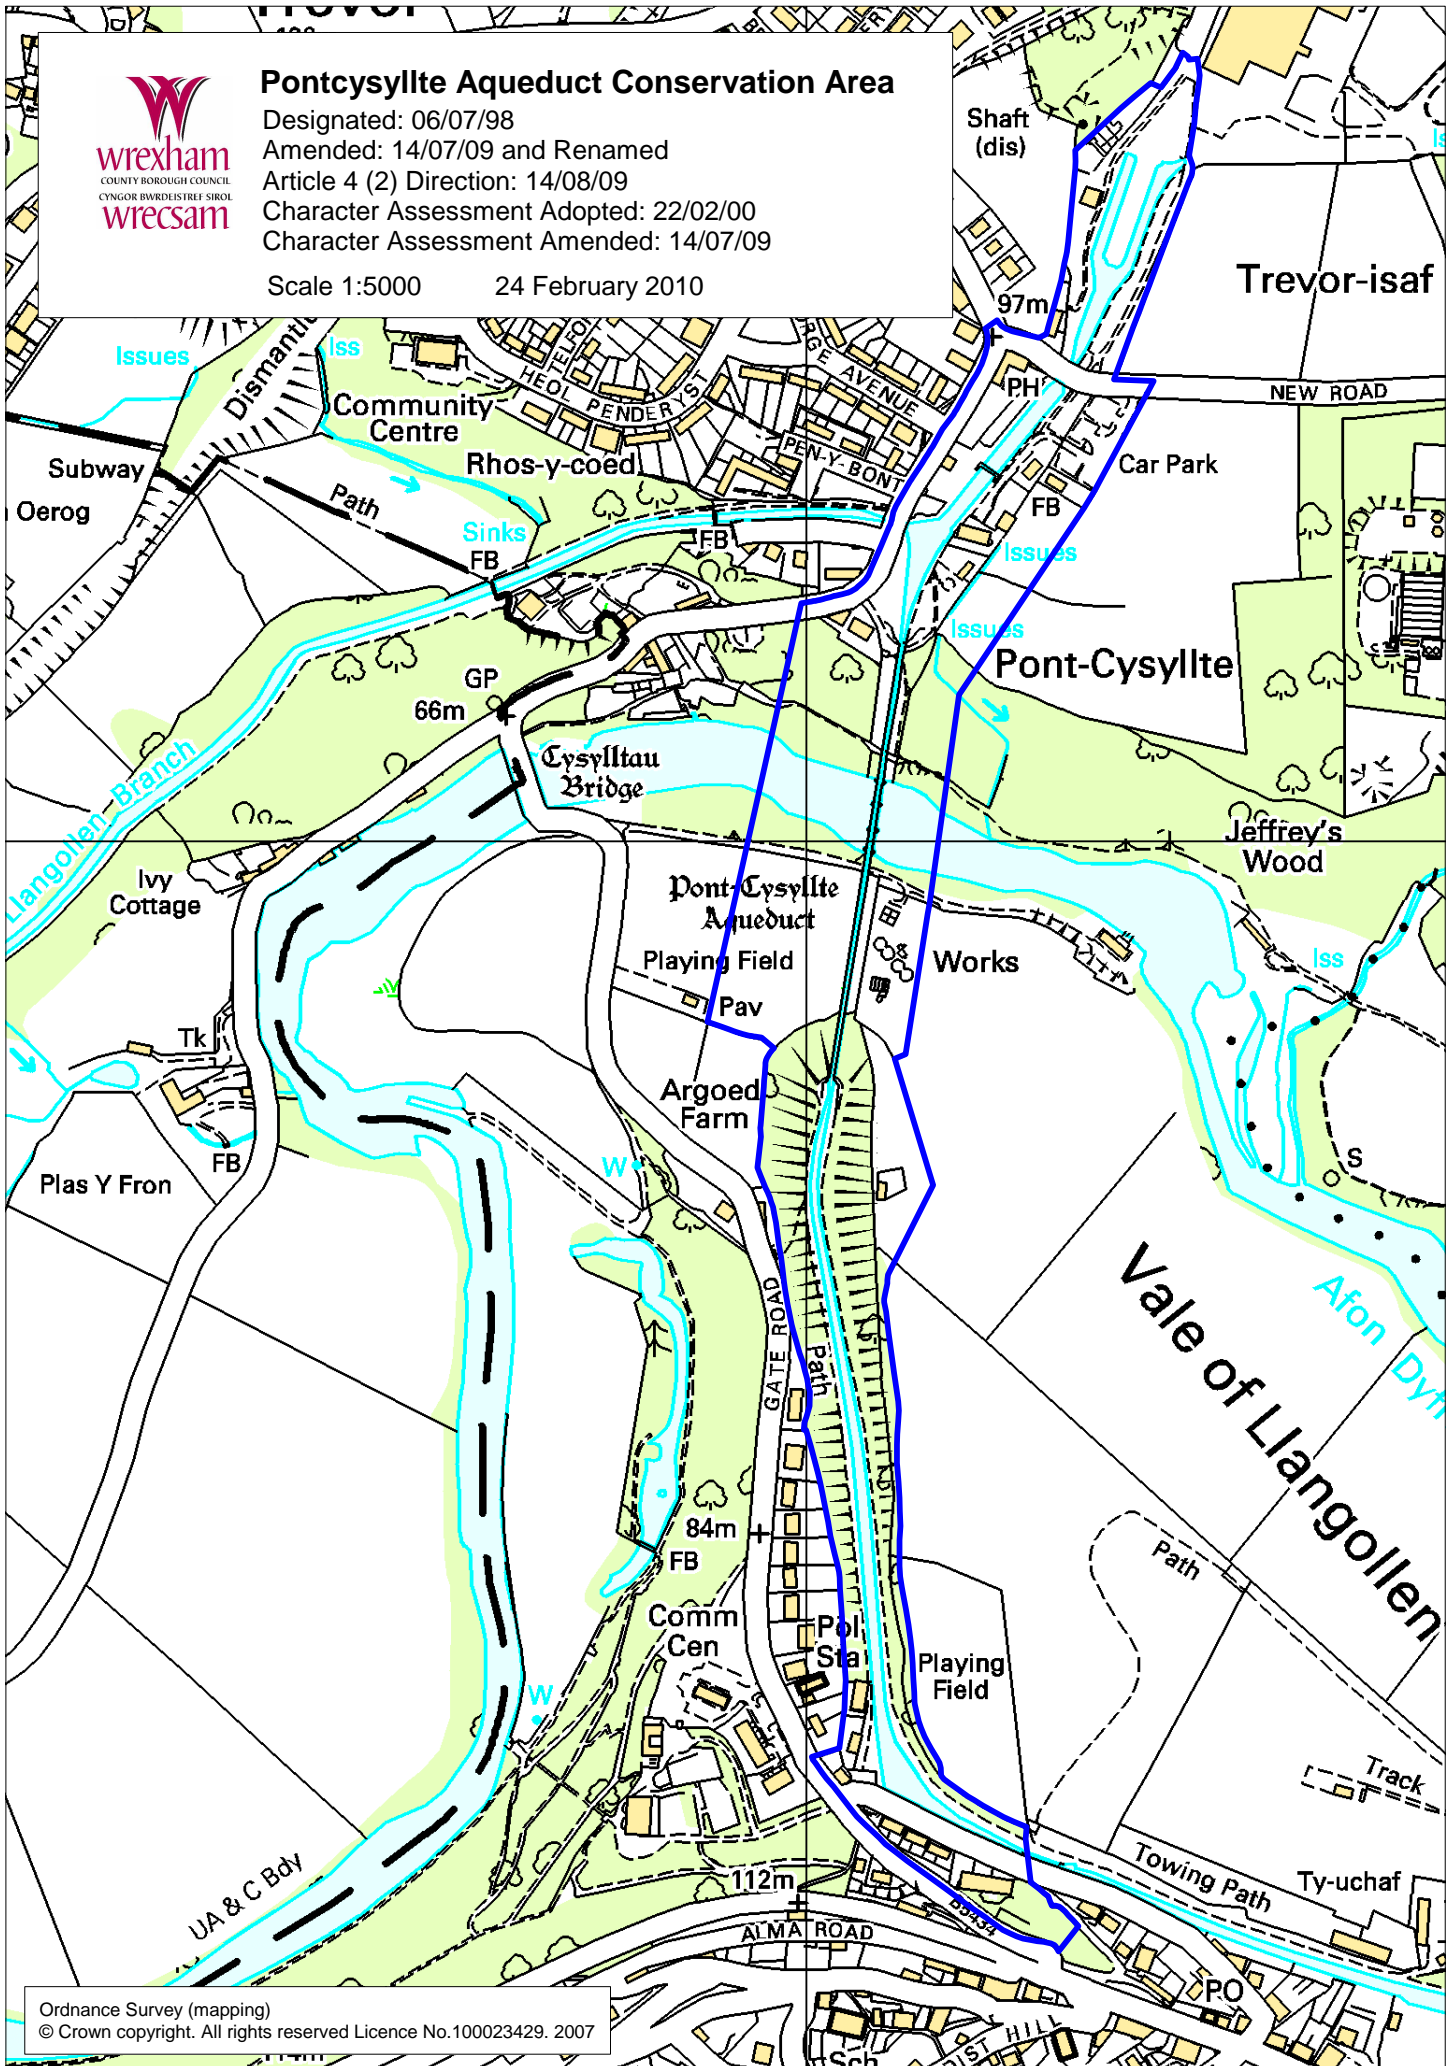 Trevor
Pontcysyllte Aqueduct Conservation Area
Designated: 06/07/98
Amended: 14/07/09 and Renamed
Article 4 (2) Direction: 14/08/09
Character Assessment Adopted: 22/02/00
Character Assessment Amended: 14/07/09
Scale 1:5000 24 February 2010
wrexham
COUNTY BOROUGH COUNCIL
CYNGOR BWRDEISTREF SIROL
wrecsam
Shaft
(dis)
Trevor-isaf
97m
Issues
Iss
HEOL PENDERYST
AVENUE
PH
NEW ROAD
Community
Centre
PEN-Y-BONT
Subway
Rhos-y-coed
Car Park
Oerog
Path
Sinks
FB
FB
FB
Issues
Issues
Pont-Cysyllte
GP
66m
Cysylltau
Bridge
Llangollen Branch
Jeffrey's
Wood
Ivy
Cottage
Pont-Cysyllte
Aqueduct
Playing Field
Works
Iss
Pav
Tk
Argoed
Farm
FB
W
S
Plas Y Fron
Vale of Llangollen
GATE ROAD
Path
Afon Dyf
84m
FB
Path
Comm
Cen
Pol
Sta
Playing
Field
W
Track
UA & C Bdy
112m
Towing Path
Ty-uchaf
B5434
ALMA ROAD
PO
HILL
Sch
Ordnance Survey (mapping)
© Crown copyright. All rights reserved Licence No.100023429. 2007